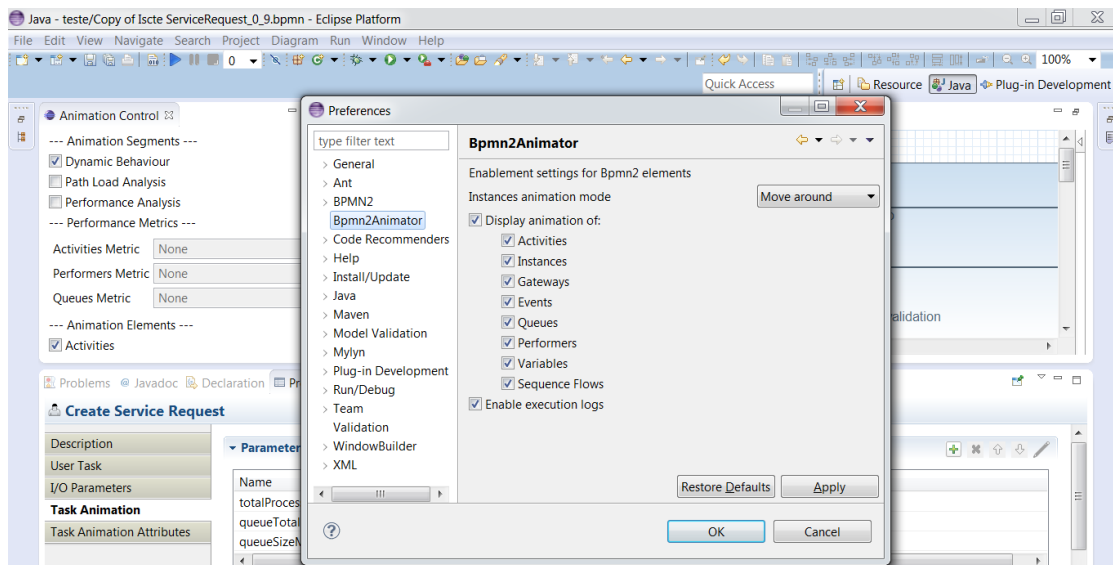 Java - teste/Copy of Iscte ServiceRequest_0_9.bpmn - Eclipse Platform
File Edit View Navigate Search Project Diagram Run Window Help
0
100%
Quick Access
Resource
Java
Plug-in Development
Animation Control
--- Animation Segments ---
Dynamic Behaviour
Path Load Analysis
Performance Analysis
--- Performance Metrics ---
Activities Metric None
Performers Metric None
Queues Metric None
--- Animation Elements ---
Activities
Preferences
type filter text
General
Ant
BPMN2
Bpmn2Animator
Code Recommenders
Help
Install/Update
Java
Maven
Model Validation
Mylyn
Plug-in Development
Run/Debug
Team
Validation
WindowBuilder
XML
Bpmn2Animator
Enablement settings for Bpmn2 elements
Instances animation mode Move around
Display animation of:
Activities
Instances
Gateways
Events
Queues
Performers
Variables
Sequence Flows
Enable execution logs
Restore Defaults Apply
OK Cancel
alidation
Problems @ Javadoc Declaration Pr
Create Service Reques
Description
User Task
I/O Parameters
Task Animation
Task Animation Attributes
Parameter
Name
totalProces
queueTotal
queueSize